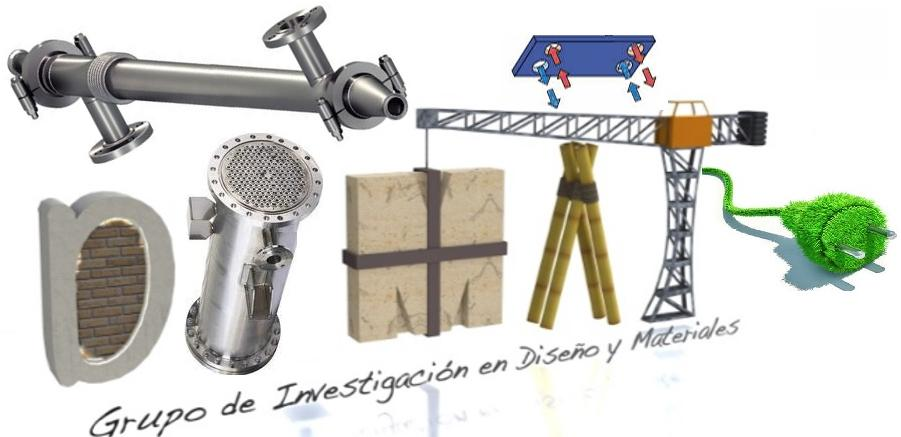 Grupo de Investigación en Diseño y Materiales